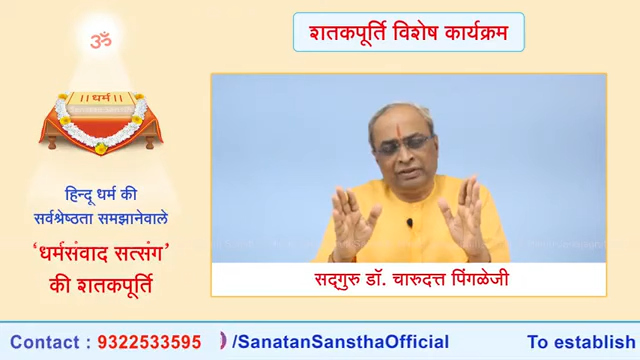 शतकपूर्ति विशेष कार्यक्रम
ॐ
।। धर्म ।।
हिन्दू धर्म की
सर्वश्रेष्ठता समझानेवाले
‘धर्मसंवाद सत्संग’
की शतकपूर्ति
सद्गुरु डॉ. चारुदत्त पिंगळेजी
Contact : 9322533595 /SanatanSansthaOfficial To establish